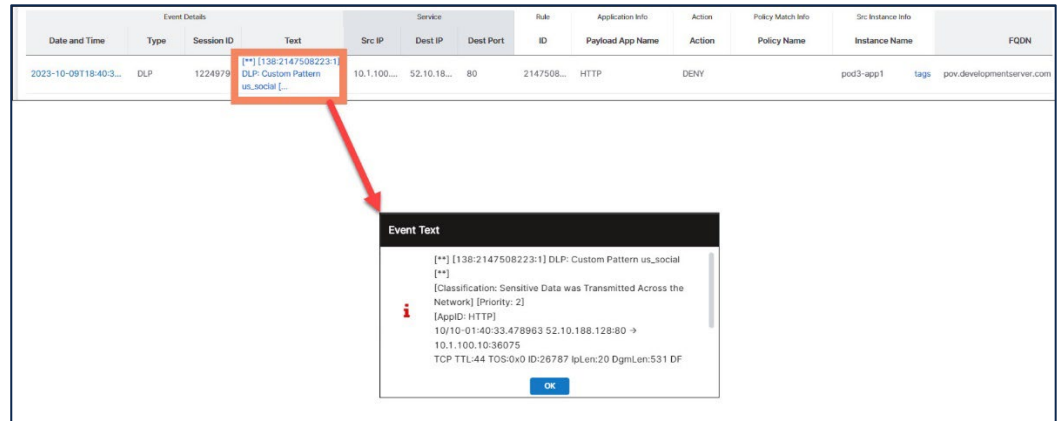 Event Details Service Rule Application Info Action Policy Match Info Src Instance Info
Date and Time Type Session ID Text Src IP Dest IP Dest Port ID Payload App Name Action Policy Name Instance Name FQDN
[**] [138:2147508223:1]
2023-10-09T18:40:3... DLP 1224979 DLP: Custom Pattern 10.1.100.... 52.10.18... 80 2147508... HTTP DENY pod3-app1 tags pov.developmentserver.com
us_social [...
Event Text
[**] [138:2147508223:1] DLP: Custom Pattern us_social
[**]
[Classification: Sensitive Data was Transmitted Across the
Network] [Priority: 2]
[AppID: HTTP]
10/10-01:40:33.478963 52.10.188.128:80 →
10.1.100.10:36075
TCP TTL:44 TOS:0x0 ID:26787 IpLen:20 DgmLen:531 DF
OK